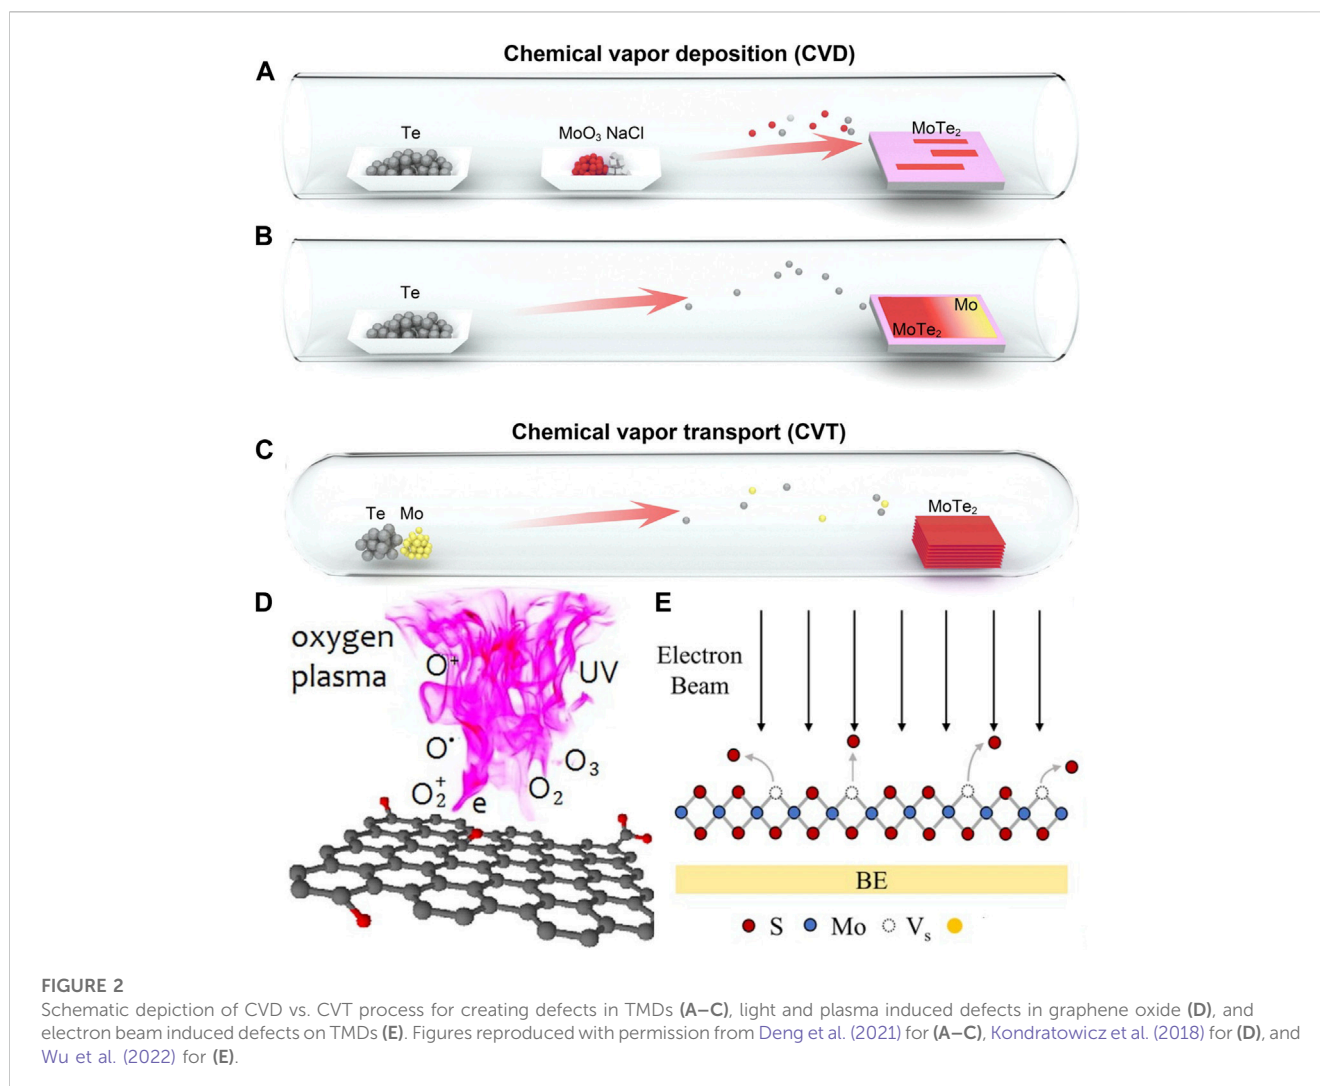 Chemical vapor deposition (CVD)
A
Te
MoO₃ NaCl
MoTe₂
B
Te
Mo
MoTe₂
Chemical vapor transport (CVT)
C
Te Mo
MoTe₂
D
oxygen
plasma
O⁺
UV
O•
O₃
O₂⁺
e
O₂
E
Electron
Beam
BE
S Mo Vₛ
FIGURE 2
Schematic depiction of CVD vs. CVT process for creating defects in TMDs (A–C), light and plasma induced defects in graphene oxide (D), and
electron beam induced defects on TMDs (E). Figures reproduced with permission from Deng et al. (2021) for (A–C), Kondratowicz et al. (2018) for (D), and
Wu et al. (2022) for (E).